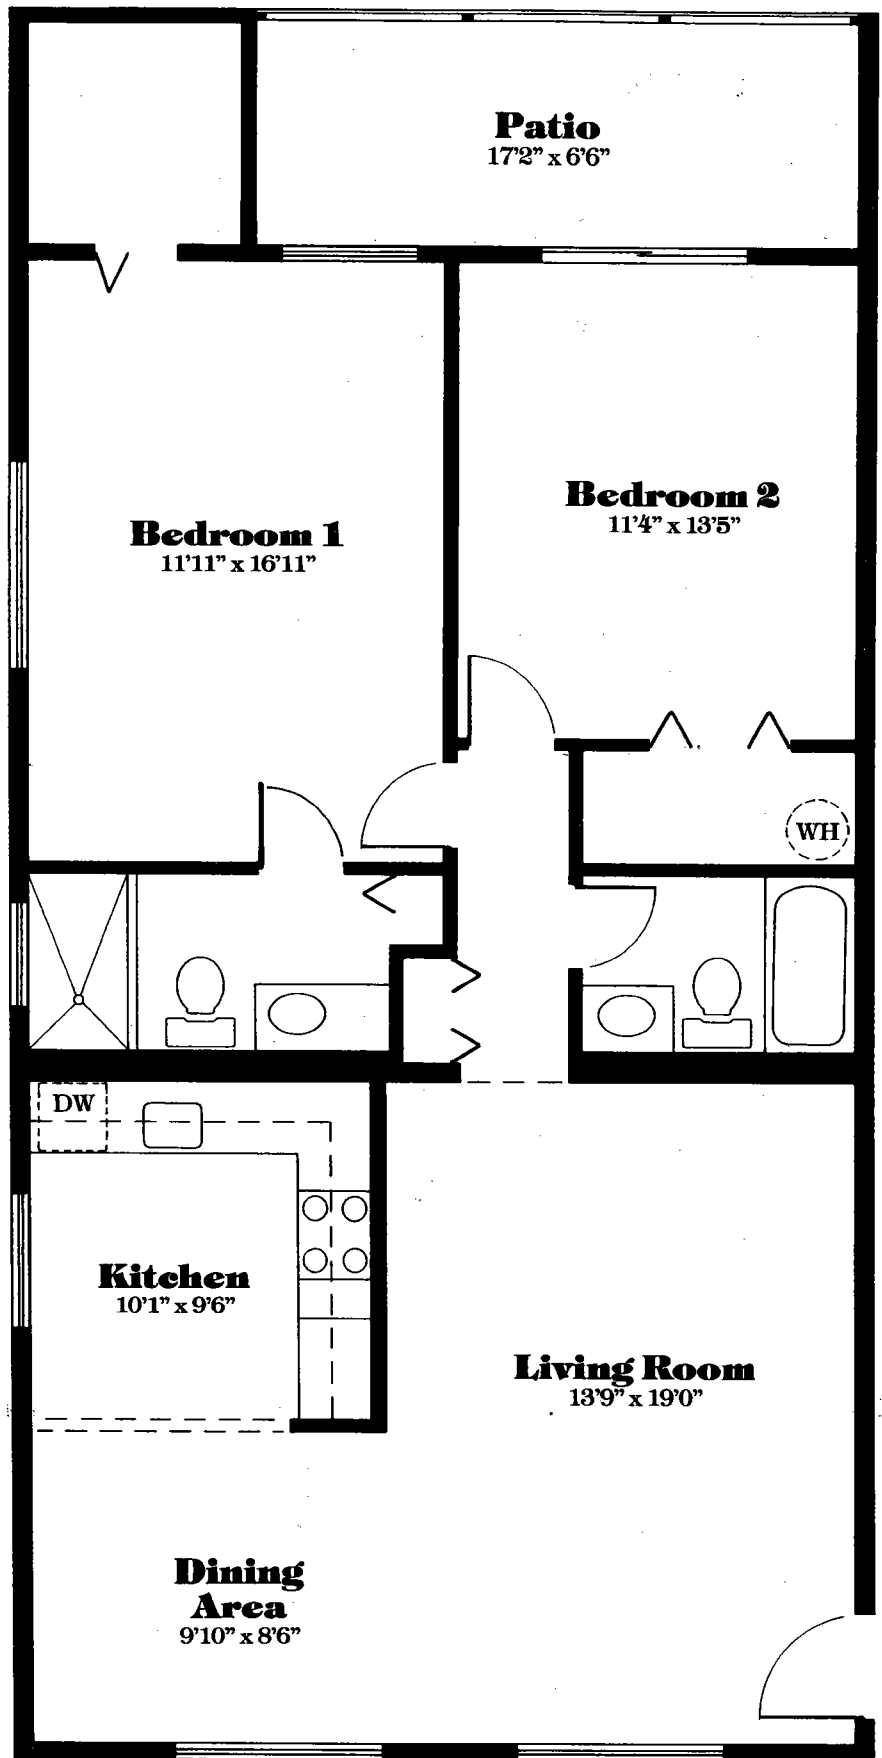 Patio
17'2" x 6'6"
Bedroom 2
11'4" x 13'5"
Bedroom 1
11'11" x 16'11"
WH
DW
Kitchen
10'1" x 9'6"
Living Room
13'9" x 19'0"
Dining
Area
9'10" x 8'6"